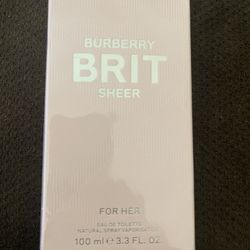 BURBERRY
BRIT
SHEER
FOR HER
EAU DE TOILETTE
NATURAL SPRAY VAPORISATEUR
100 ml ℮ 3.3 FL. OZ.